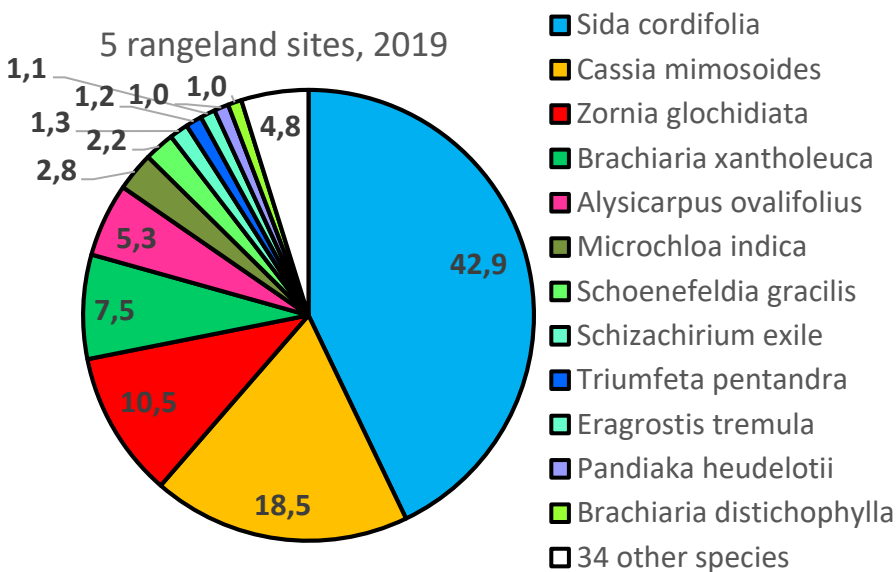 5 rangeland sites, 2019
1,1
1,2
1,0
1,0
1,3
2,2
2,8
4,8
5,3
42,9
7,5
10,5
18,5
Sida cordifolia
Cassia mimosoides
Zornia glochidiata
Brachiaria xantholeuca
Alysicarpus ovalifolius
Microchloa indica
Schoenefeldia gracilis
Schizachirium exile
Triumfeta pentandra
Eragrostis tremula
Pandiaka heudelotii
Brachiaria distichophylla
34 other species